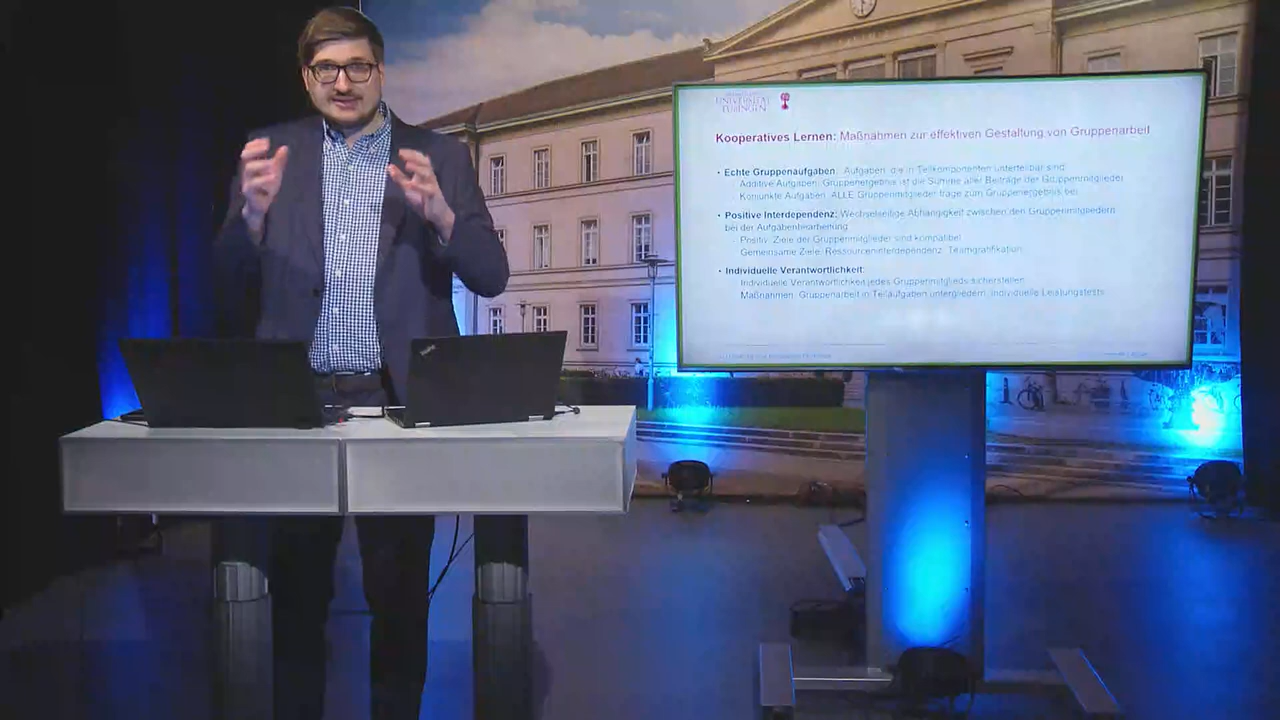 UNIVERSITÄT
TÜBINGEN
Kooperatives Lernen: Maßnahmen zur effektiven Gestaltung von Gruppenarbeit
• Echte Gruppenaufgaben: Aufgaben, die in Teilkomponenten unterteilbar sind
Additive Aufgaben: Gruppenergebnis ist die Summe aller Beiträge der Gruppenmitglieder
Konjunkte Aufgaben: ALLE Gruppenmitglieder trage zum Gruppenergebnis bei
• Positive Interdependenz: Wechselseitige Abhängigkeit zwischen den Gruppenmitgliedern
bei der Aufgabenbearbeitung
Positiv: Ziele der Gruppenmitglieder sind kompatibel
Gemeinsame Ziele, Ressourceninterdependenz, Teamgratifikation
• Individuelle Verantwortlichkeit:
Individuelle Verantwortlichkeit jedes Gruppenmitglieds sicherstellen
Maßnahmen: Gruppenarbeit in Teilaufgaben untergliedern, individuelle Leistungstests
ThinkPad